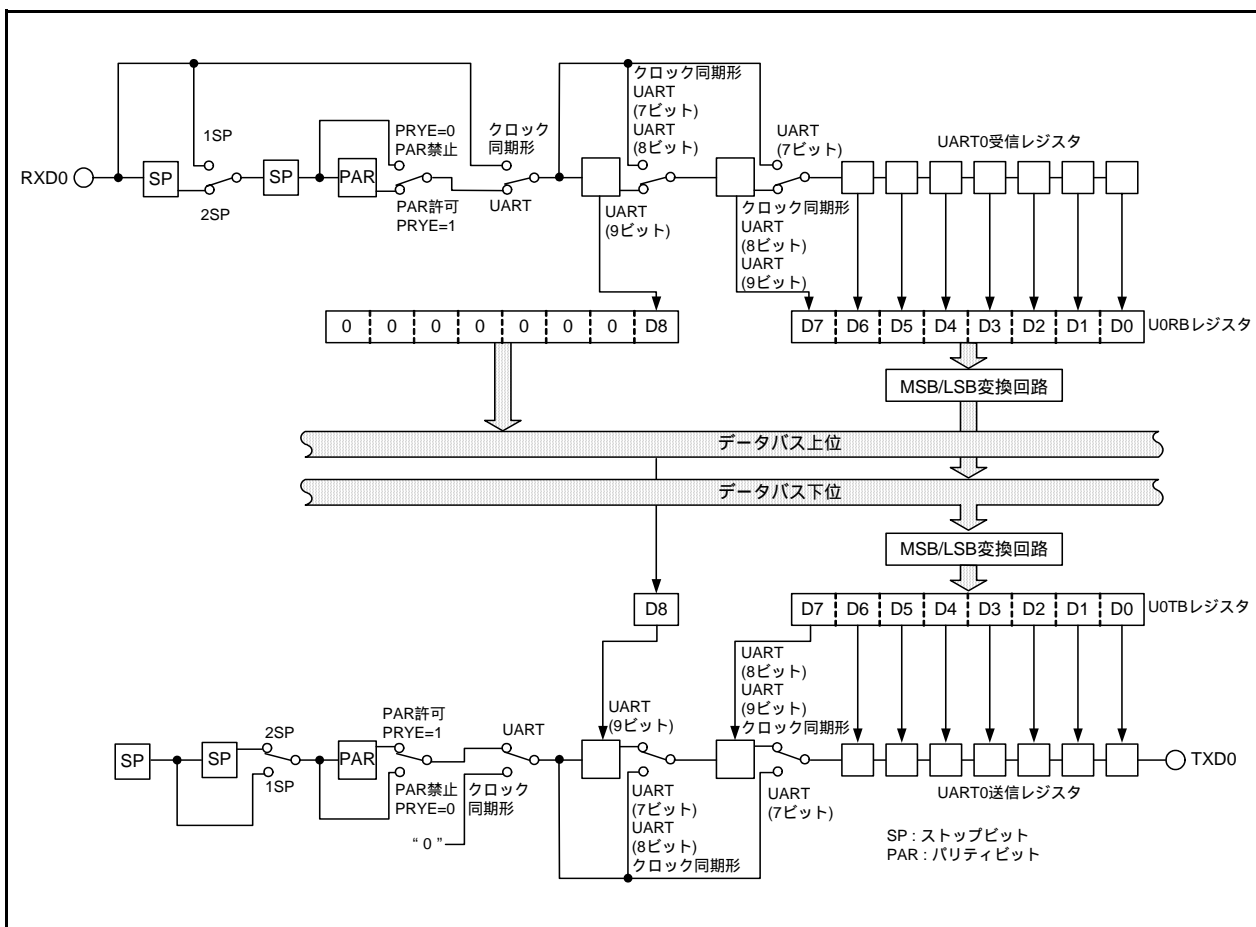 クロック同期形
UART
(7ビット)
UART
(8ビット)
1SP
PRYE=0
PAR禁止
クロック
同期形
UART
(7ビット)
UART0受信レジスタ
RXD0
SP
SP
PAR
2SP
PAR許可
PRYE=1
UART
UART
(9ビット)
クロック同期形
UART
(8ビット)
UART
(9ビット)
0 0 0 0 0 0 0 D8
D7 D6 D5 D4 D3 D2 D1 D0
U0RBレジスタ
MSB/LSB変換回路
データバス上位
データバス下位
MSB/LSB変換回路
D8
D7 D6 D5 D4 D3 D2 D1 D0
U0TBレジスタ
UART
(8ビット)
UART
(9ビット)
クロック同期形
UART
(9ビット)
PAR許可
PRYE=1
UART
2SP
SP
SP
PAR
1SP
PAR禁止
PRYE=0
クロック
同期形
“0”
UART
(7ビット)
UART
(8ビット)
クロック同期形
UART
(7ビット)
TXD0
UART0送信レジスタ
SP : ストップビット
PAR : パリティビット